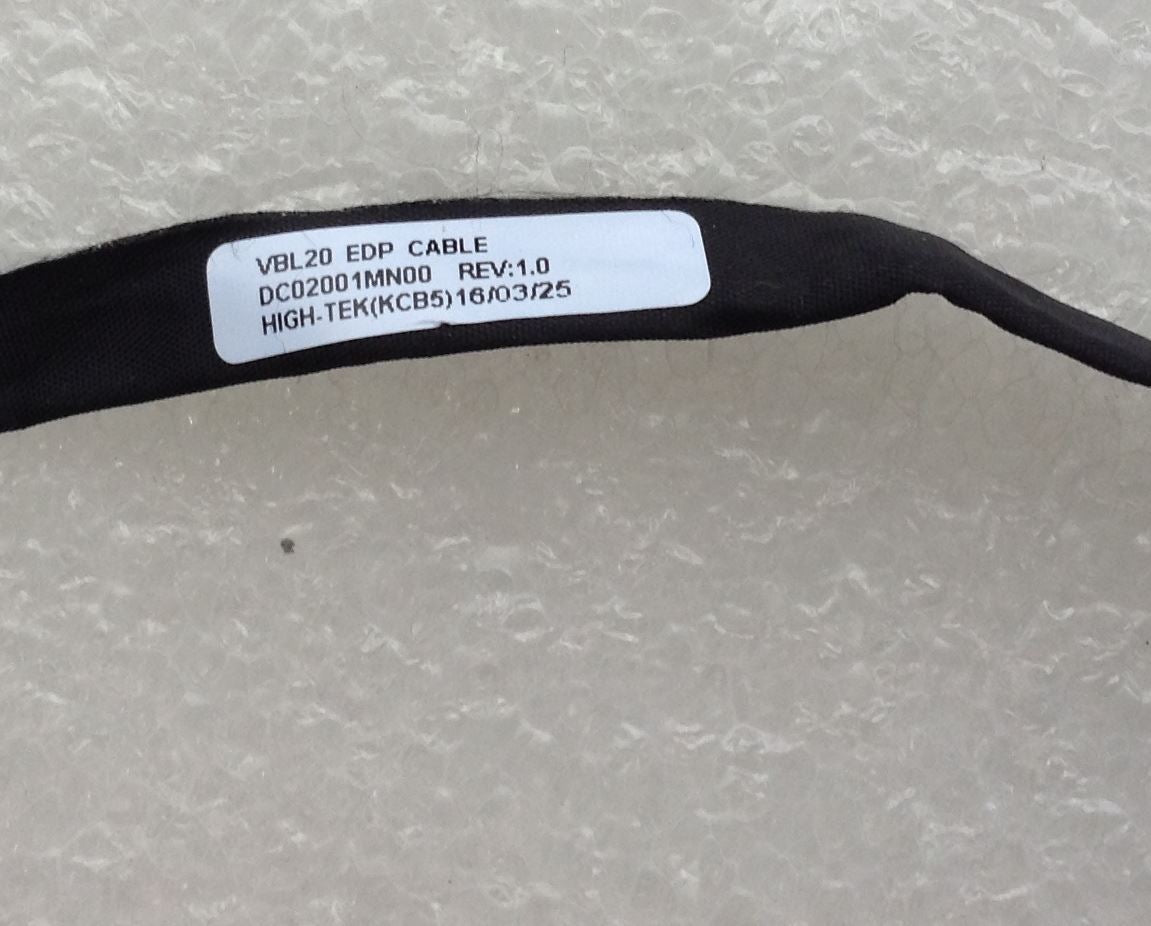 VBL20 EDP CABLE
DC02001MN00 REV:1.0
HIGH-TEK(KCB5)16/03/25